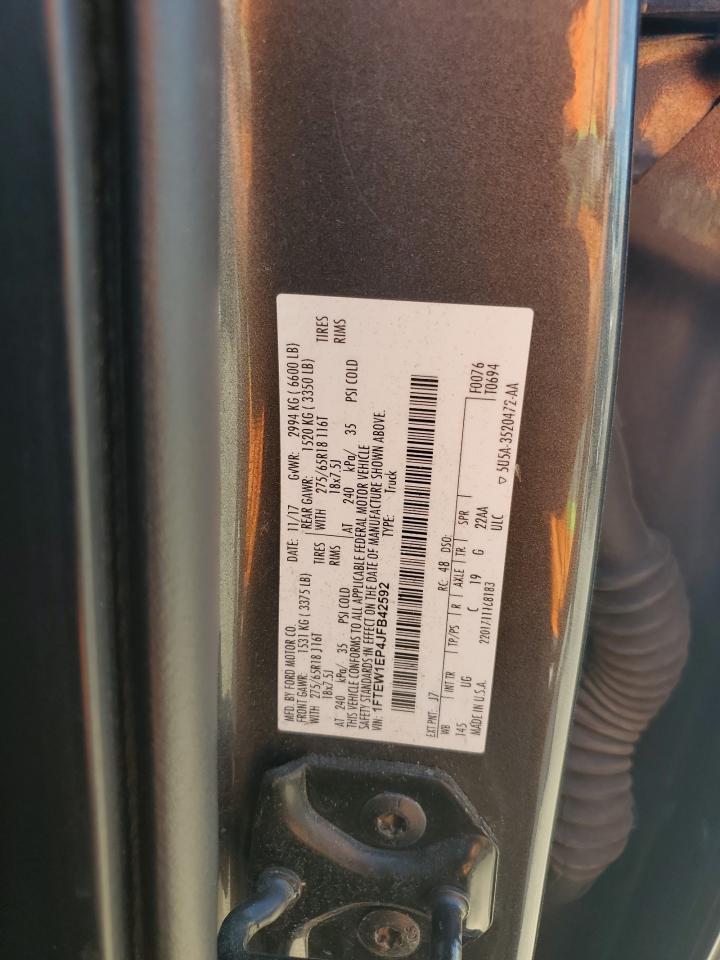 MFD. BY FORD MOTOR CO. DATE: 11/17 GVWR: 2994 KG ( 6600 LB)
FRONT GAWR: 1531 KG ( 3375 LB) REAR GAWR: 1520 KG ( 3350 LB)
WITH 275/65R18 J16T TIRES WITH 275/65R18 116T TIRES
18x7.5J RIMS 18x7.5J RIMS
AT 240 kPa/ 35 PSI COLD AT 240 kPa/ 35 PSI COLD
THIS VEHICLE CONFORMS TO ALL APPLICABLE FEDERAL MOTOR VEHICLE
SAFETY STANDARDS IN EFFECT ON THE DATE OF MANUFACTURE SHOWN ABOVE.
VIN: 1FTEW1EP4JFB42592 TYPE: Truck
EXT PNT: J7 RC: 48 DSO: F0076
WB INT TR TP/PS R AXLE TR SPR T0694
145 UG C 19 G 22AA
MADE IN U.S.A. ULC 5U5A-3520472-AA